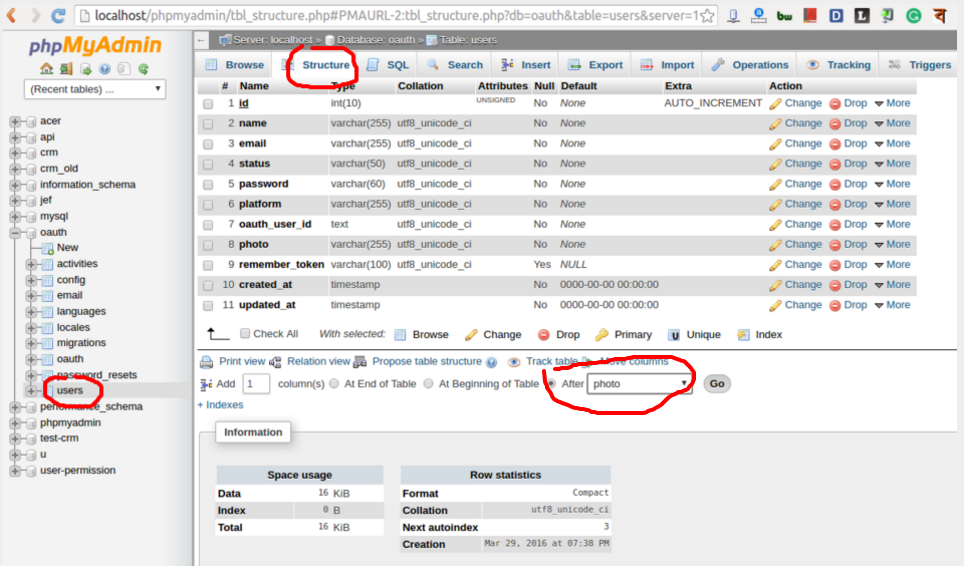 localhost/phpmyadmin/tbl_structure.php#PMAURL-2:tbl_structure.php?db=oauth&table=users&server=1
bw D L G ব
phpMyAdmin
(Recent tables) ...
acer
api
crm
crm_old
information_schema
jef
mysql
oauth
New
activities
config
email
languages
locales
migrations
oauth
password_resets
users
performance_schema
phpmyadmin
test-crm
u
user-permission
Server: localhost » Database: oauth » Table: users
Browse Structure SQL Search Insert Export Import Operations Tracking Triggers
# Name Type Collation Attributes Null Default Extra Action
1 id int(10) UNSIGNED No None AUTO_INCREMENT Change Drop More
2 name varchar(255) utf8_unicode_ci No None Change Drop More
3 email varchar(255) utf8_unicode_ci No None Change Drop More
4 status varchar(50) utf8_unicode_ci No None Change Drop More
5 password varchar(60) utf8_unicode_ci No None Change Drop More
6 platform varchar(255) utf8_unicode_ci No None Change Drop More
7 oauth_user_id text utf8_unicode_ci No None Change Drop More
8 photo varchar(255) utf8_unicode_ci No None Change Drop More
9 remember_token varchar(100) utf8_unicode_ci Yes NULL Change Drop More
10 created_at timestamp No 0000-00-00 00:00:00 Change Drop More
11 updated_at timestamp No 0000-00-00 00:00:00 Change Drop More
Check All With selected: Browse Change Drop Primary Unique Index
Print view Relation view Propose table structure Track table Move columns
Add 1 column(s) At End of Table At Beginning of Table After photo Go
+ Indexes
Information
Space usage
Data 16 KiB
Index 0 B
Total 16 KiB
Row statistics
Format Compact
Collation utf8_unicode_ci
Next autoindex 3
Creation Mar 29, 2016 at 07:38 PM